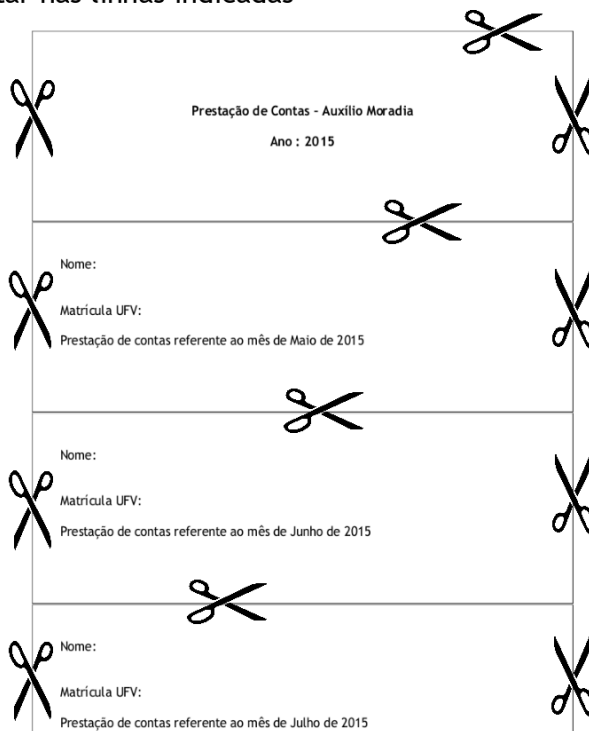 nas linhas indicadas
Prestação de Contas - Auxílio Moradia
Ano : 2015
Nome:
Matrícula UFV:
Prestação de contas referente ao mês de Maio de 2015
Nome:
Matrícula UFV:
Prestação de contas referente ao mês de Junho de 2015
Nome:
Matrícula UFV:
Prestação de contas referente ao mês de Julho de 2015